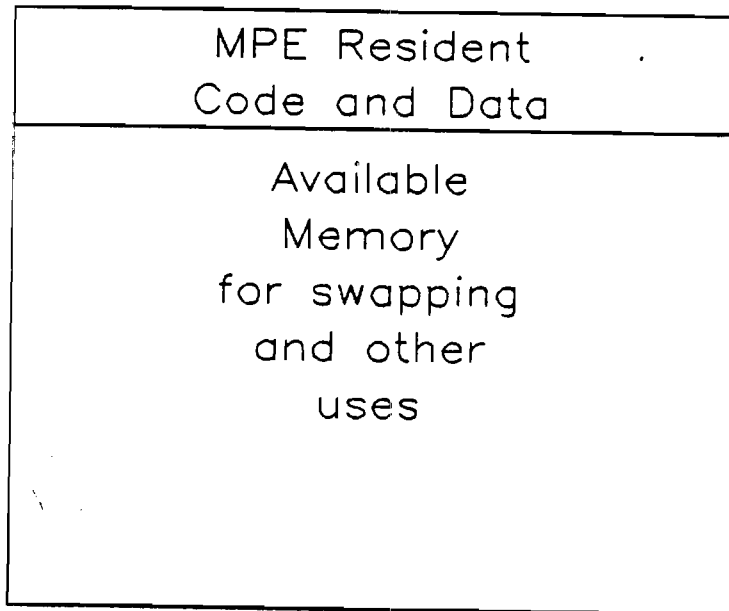 MPE Resident
Code and Data
Available
Memory
for swapping
and other
uses